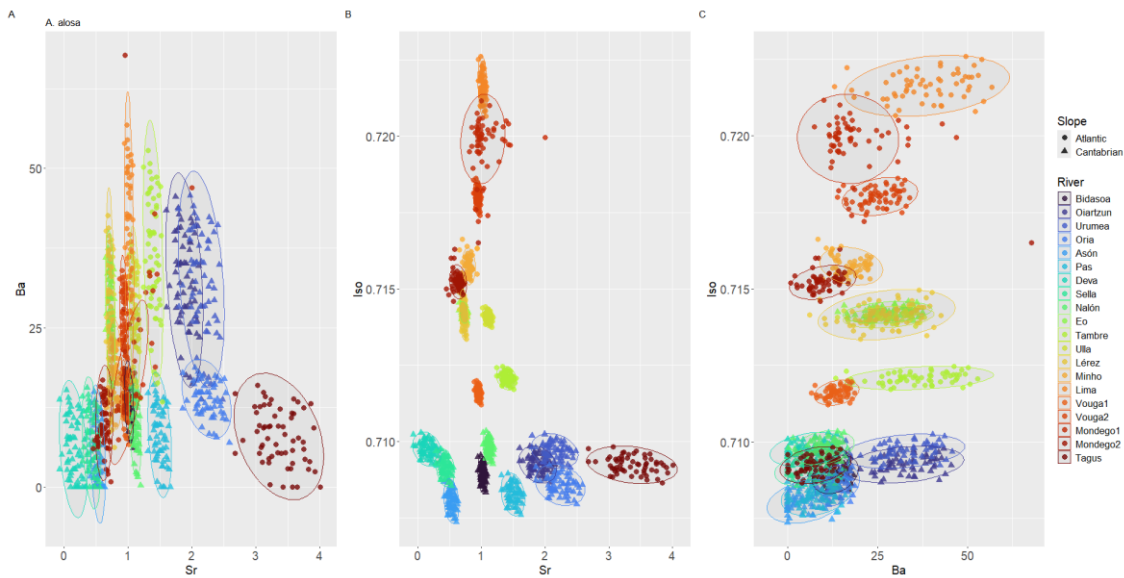 A
B
C
A. alosa
Ba
50
25
0
0
1
2
3
4
Sr
Iso
0.720
0.715
0.710
0
1
2
3
4
Sr
Iso
0.720
0.715
0.710
0
25
50
Ba
Slope
Atlantic
Cantabrian
River
Bidasoa
Oiartzun
Urumea
Oria
Asón
Pas
Deva
Sella
Nalón
Eo
Tambre
Ulla
Lérez
Minho
Lima
Vouga1
Vouga2
Mondego1
Mondego2
Tagus